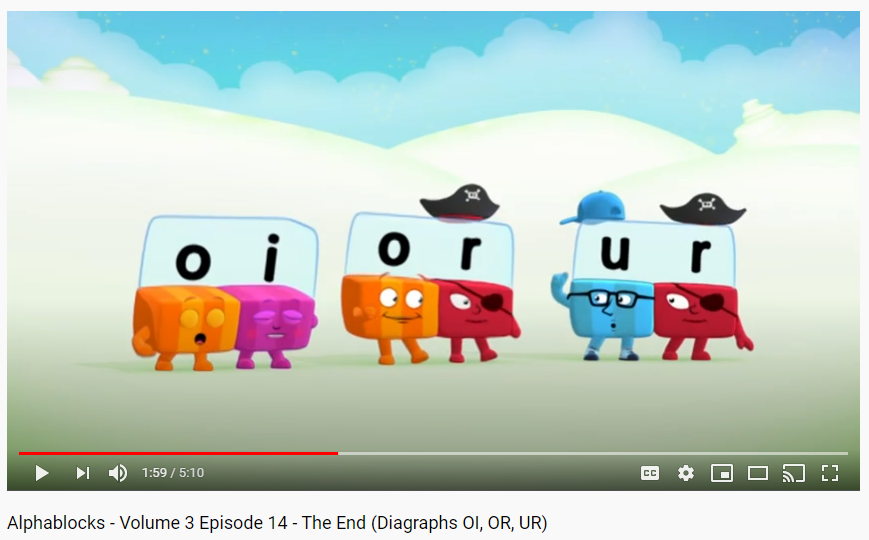 oi or ur
1:59 / 5:10 CC
Alphablocks - Volume 3 Episode 14 - The End (Diagraphs OI, OR, UR)